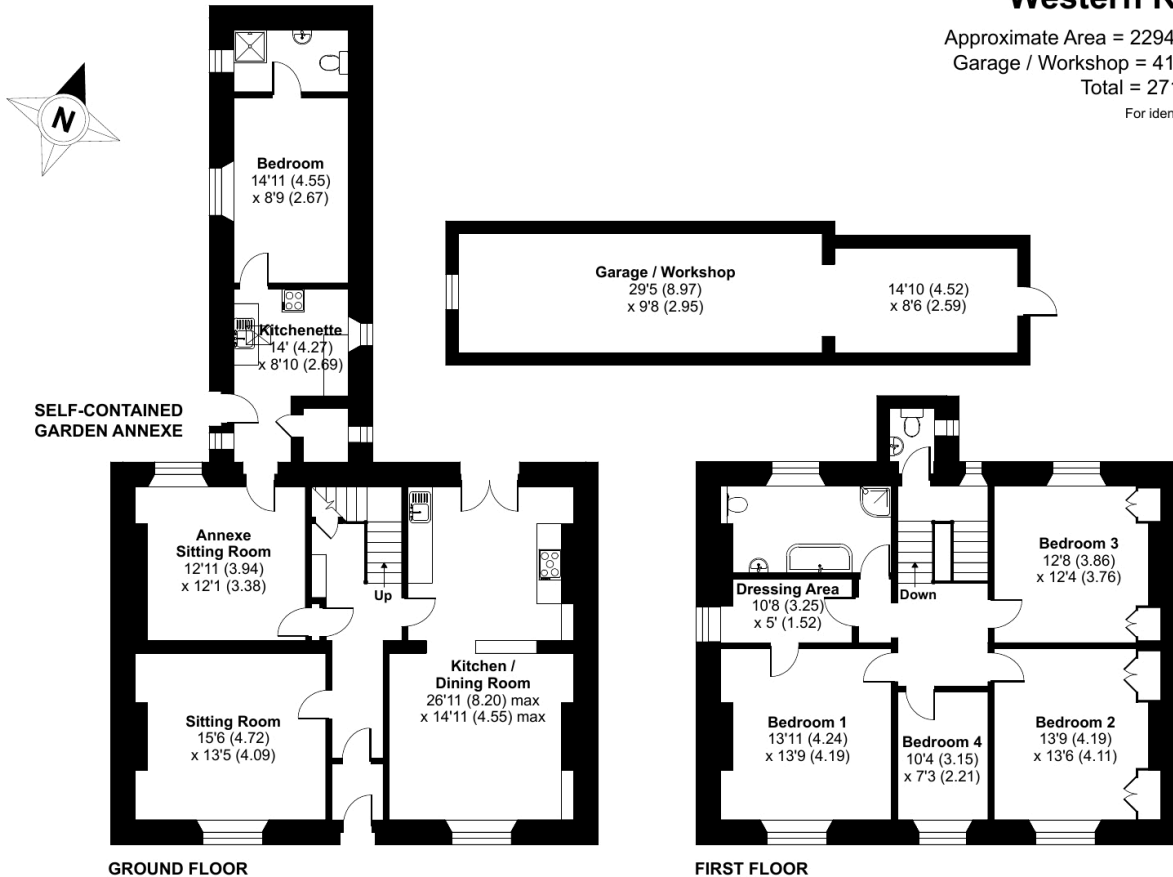 Western
Approximate Area = 2294
Garage / Workshop = 41
Total = 27
For iden
N
Bedroom
14'11 (4.55)
x 8'9 (2.67)
Garage / Workshop
29'5 (8.97)
x 9'8 (2.95)
14'10 (4.52)
x 8'6 (2.59)
Kitchenette
14' (4.27)
x 8'10 (2.69)
SELF-CONTAINED
GARDEN ANNEXE
Annexe
Sitting Room
12'11 (3.94)
x 12'1 (3.38)
Up
Kitchen /
Dining Room
26'11 (8.20) max
x 14'11 (4.55) max
Sitting Room
15'6 (4.72)
x 13'5 (4.09)
GROUND FLOOR
Bedroom 3
12'8 (3.86)
x 12'4 (3.76)
Dressing Area
10'8 (3.25)
x 5' (1.52)
Down
Bedroom 1
13'11 (4.24)
x 13'9 (4.19)
Bedroom 4
10'4 (3.15)
x 7'3 (2.21)
Bedroom 2
13'9 (4.19)
x 13'6 (4.11)
FIRST FLOOR